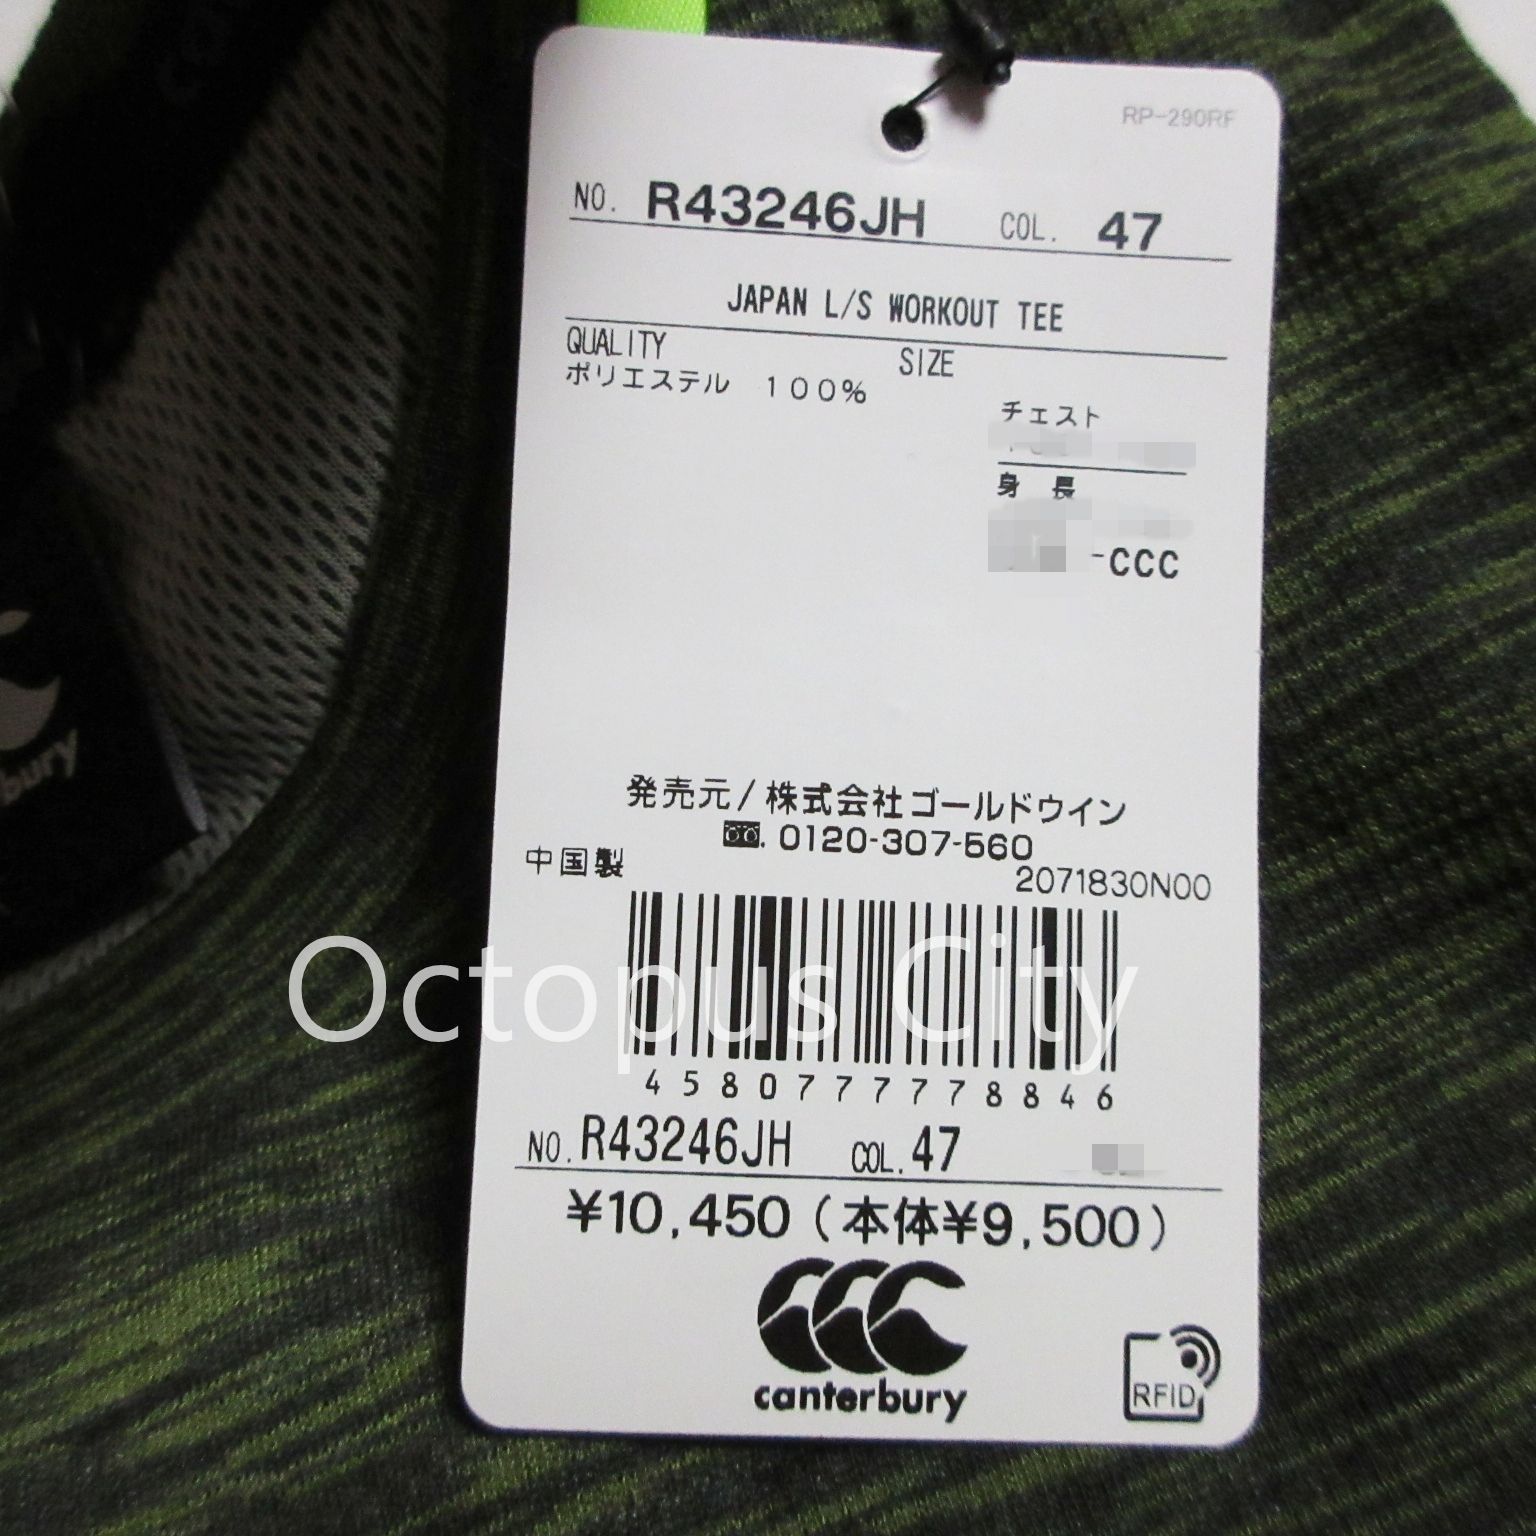 RP-290RF
NO. R43246JH COL. 47
JAPAN L/S WORKOUT TEE
QUALITY SIZE
ポリエステル 100%
チェスト
身長
-CCC
発売元/株式会社ゴールドウイン
0120-307-560
中国製 2071830N00
Octopus City
4580777778846
NO. R43246JH COL. 47
¥10,450(本体¥9,500)
canterbury
RFID
bury